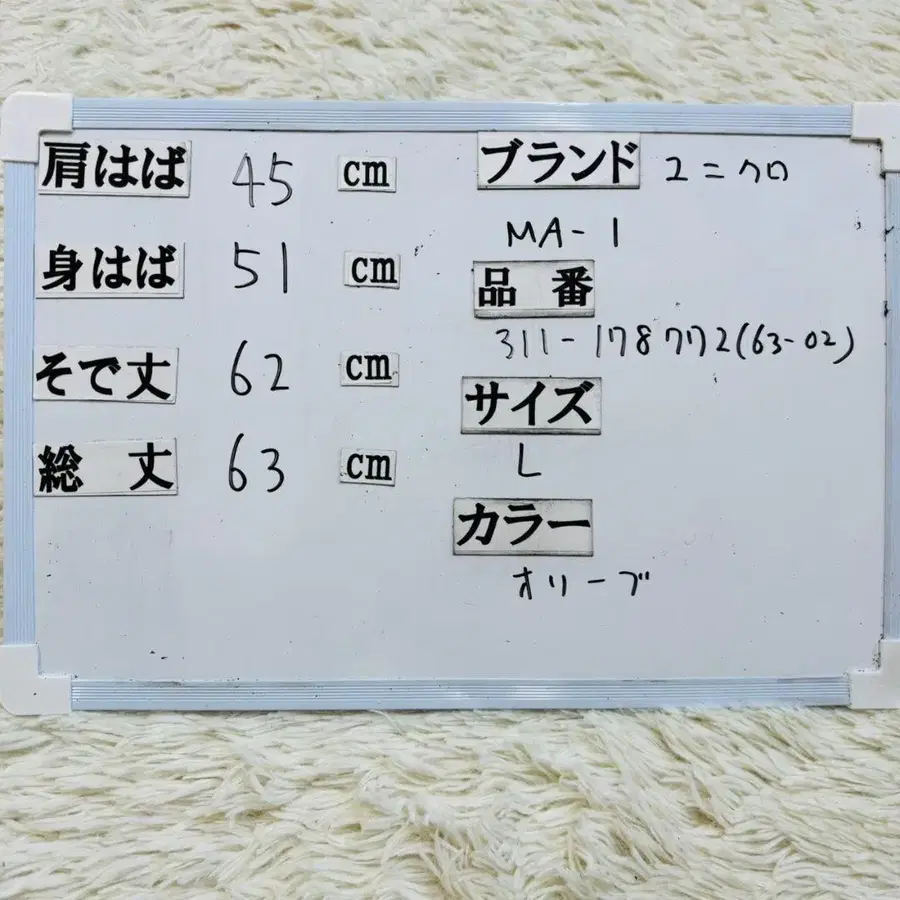 肩はば 45 cm
身はば 51 cm
そで丈 62 cm
総丈 63 cm
ブランド ユニクロ
MA-1
品番
311-178772(63-02)
サイズ
L
カラー
オリーブ